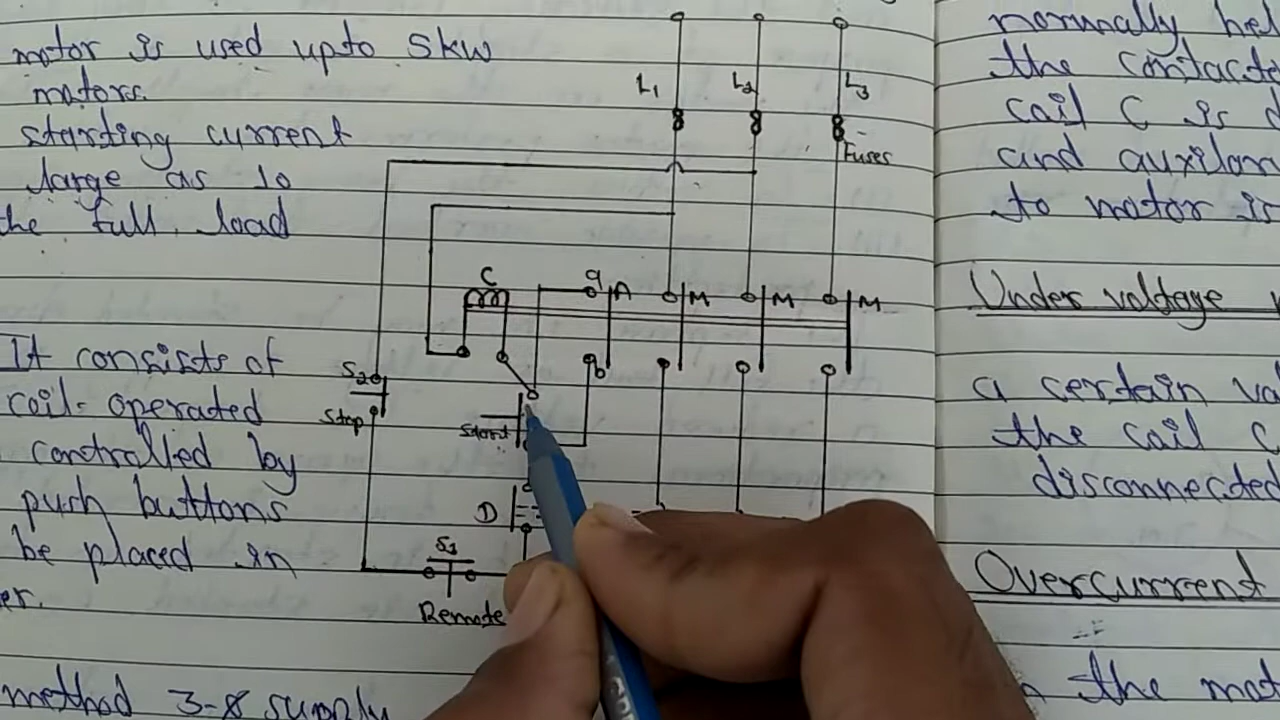 motor is used upto 5kw
motors.
starting current
large as 10
the full load
It consists of
coil-operated
controlled by
push buttons
be placed in
er.
method 3-8 supply
L1
L2
L3
Fuses
C
a
A
M
M
M
b
S2
Stop
Start
D
S1
Remote
normally hel
the contacto
coil C is d
and auxilon
to motor is
Under voltage
a certain va
the coil C
disconnected
Overcurrent
the mot